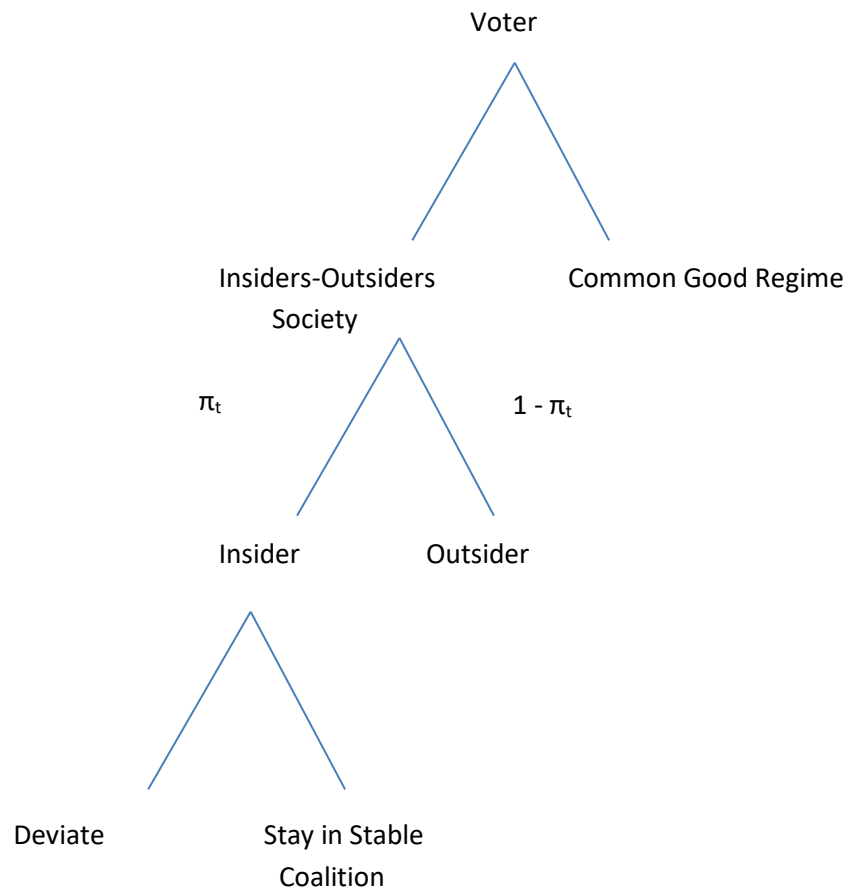 Voter
Insiders-Outsiders
Society
Common Good Regime
πt
1 - πt
Insider
Outsider
Deviate
Stay in Stable
Coalition